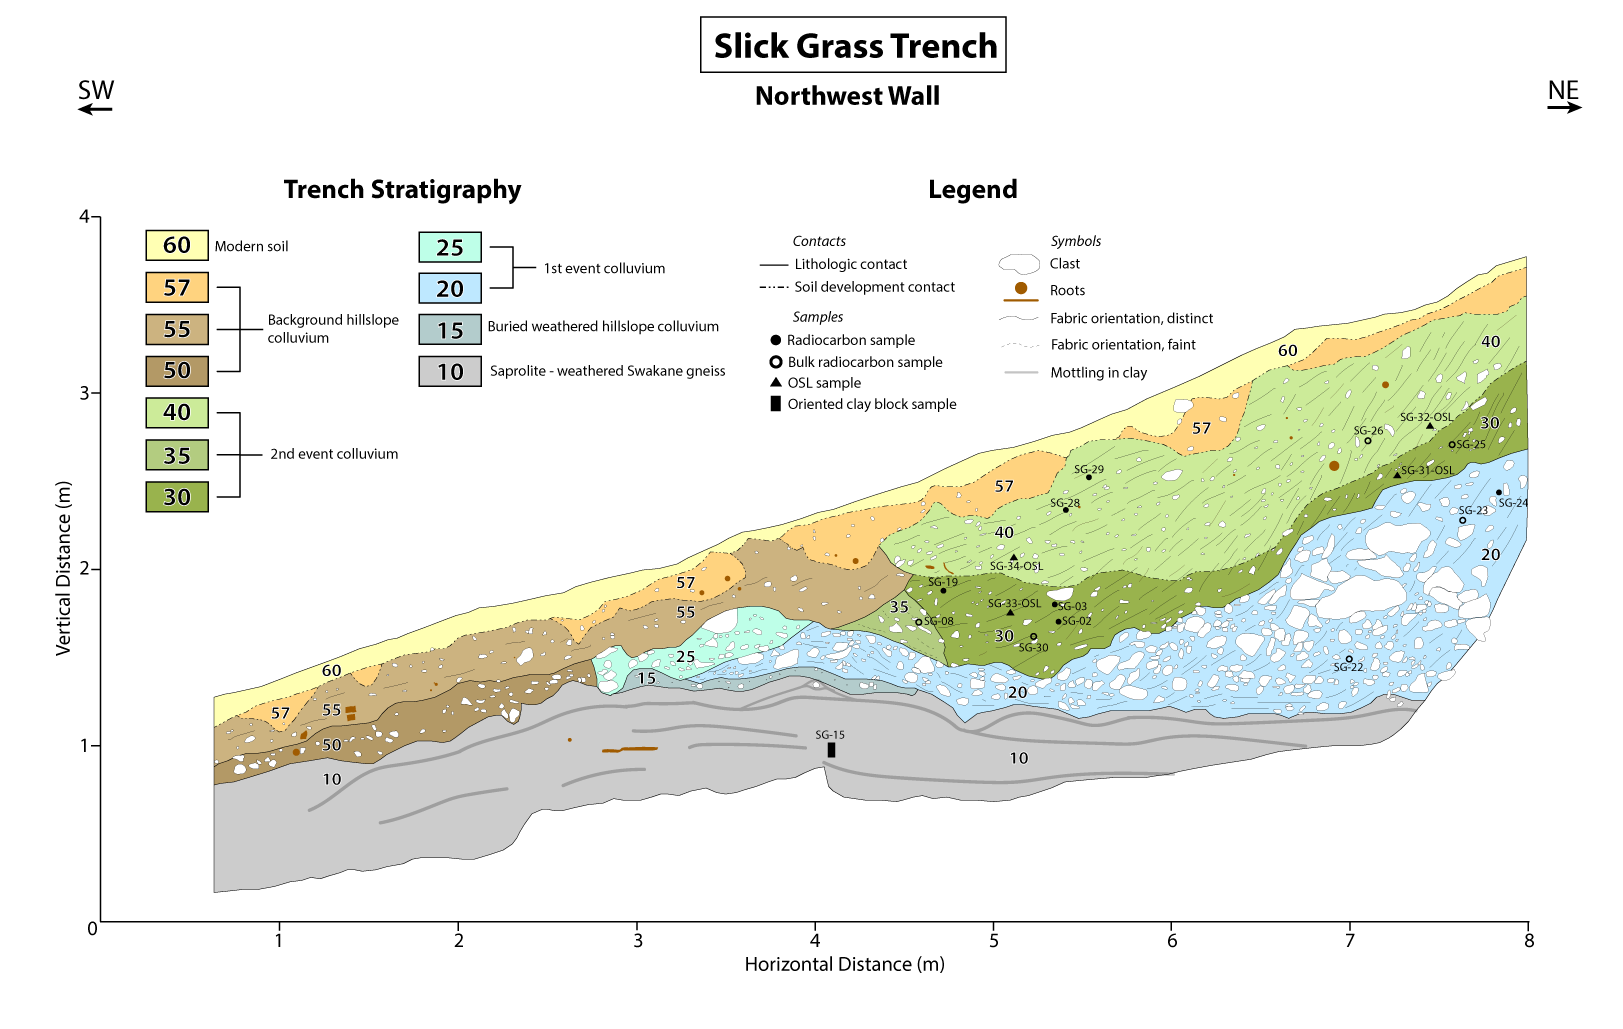 Slick Grass Trench
Northwest Wall
SW
NE
Trench Stratigraphy
60 Modern soil
57
55
50
Background hillslope
colluvium
40
35
30
2nd event colluvium
25
20
1st event colluvium
15 Buried weathered hillslope colluvium
10 Saprolite - weathered Swakane gneiss
Legend
Contacts
Lithologic contact
Soil development contact
Samples
Radiocarbon sample
Bulk radiocarbon sample
OSL sample
Oriented clay block sample
Symbols
Clast
Roots
Fabric orientation, distinct
Fabric orientation, faint
Mottling in clay
Vertical Distance (m)
4
3
2
1
0
60
40
57
SG-32-OSL
30
SG-26
SG-25
SG-29
SG-31-OSL
57
SG-28
SG-24
SG-23
40
20
SG-34-OSL
57
SG-19
55
35
SG-33-OSL
SG-03
SG-08
SG-02
30
SG-30
25
SG-22
60
15
20
57
55
SG-15
50
10
10
1
2
3
4
5
6
7
8
Horizontal Distance (m)